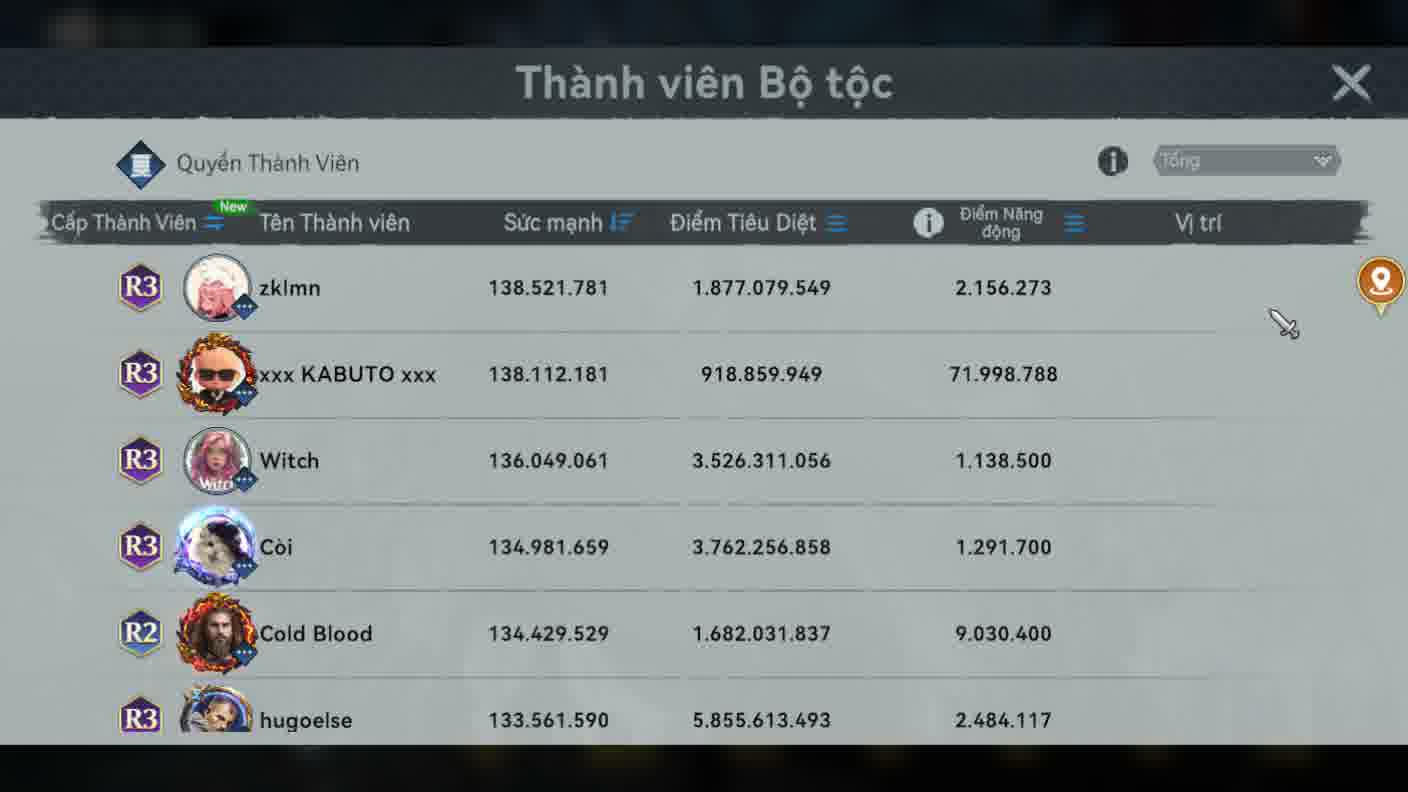 Thành viên Bộ tộc
Quyển Thành Viên
Tổng
New
Cấp Thành Viên Tên Thành viên Sức mạnh Điểm Tiêu Diệt Điểm Năng động Vị trí
R3 zklmn 138.521.781 1.877.079.549 2.156.273
R3 xxx KABUTO xxx 138.112.181 918.859.949 71.998.788
R3 Witch 136.049.061 3.526.311.056 1.138.500
R3 Còi 134.981.659 3.762.256.858 1.291.700
R2 Cold Blood 134.429.529 1.682.031.837 9.030.400
R3 hugoelse 133.561.590 5.855.613.493 2.484.117